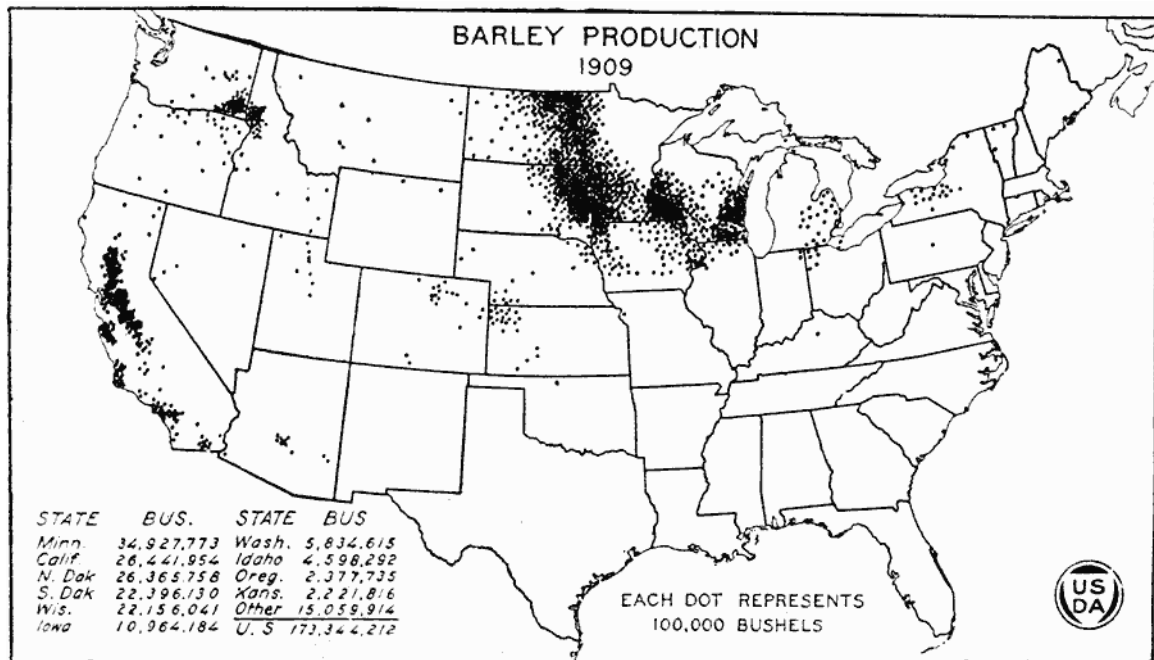 BARLEY PRODUCTION
1909
STATE BUS. STATE BUS
Minn. 34,927,773 Wash. 5,834,615
Calif. 26,441,954 Idaho 4,598,292
N. Dak 26,365,758 Oreg. 2,377,735
S. Dak 22,396,130 Kans. 2,221,816
Wis. 22,156,041 Other 15,059,914
Iowa 10,964,184 U.S 173,344,212
EACH DOT REPRESENTS
100,000 BUSHELS
US
DA